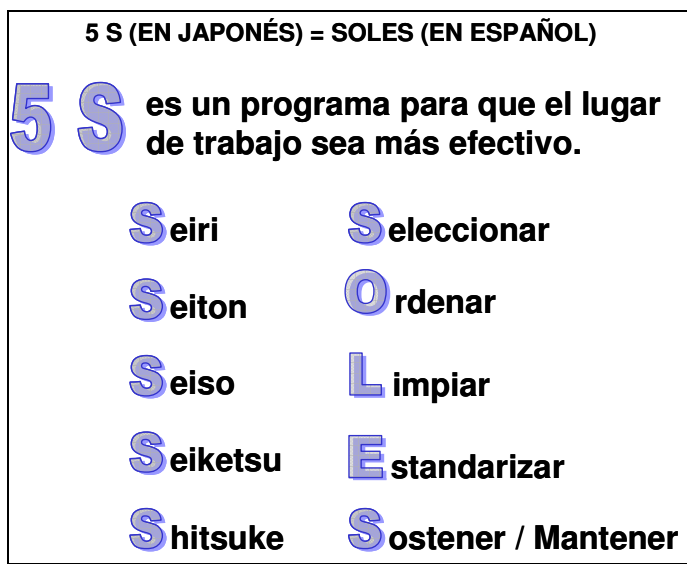 5 S (EN JAPONÉS) = SOLES (EN ESPAÑOL)
5 S es un programa para que el lugar
de trabajo sea más efectivo.
Seiri Seleccionar
Seiton Ordenar
Seiso Limpiar
Seiketsu Estandarizar
Shitsuke Sostener / Mantener